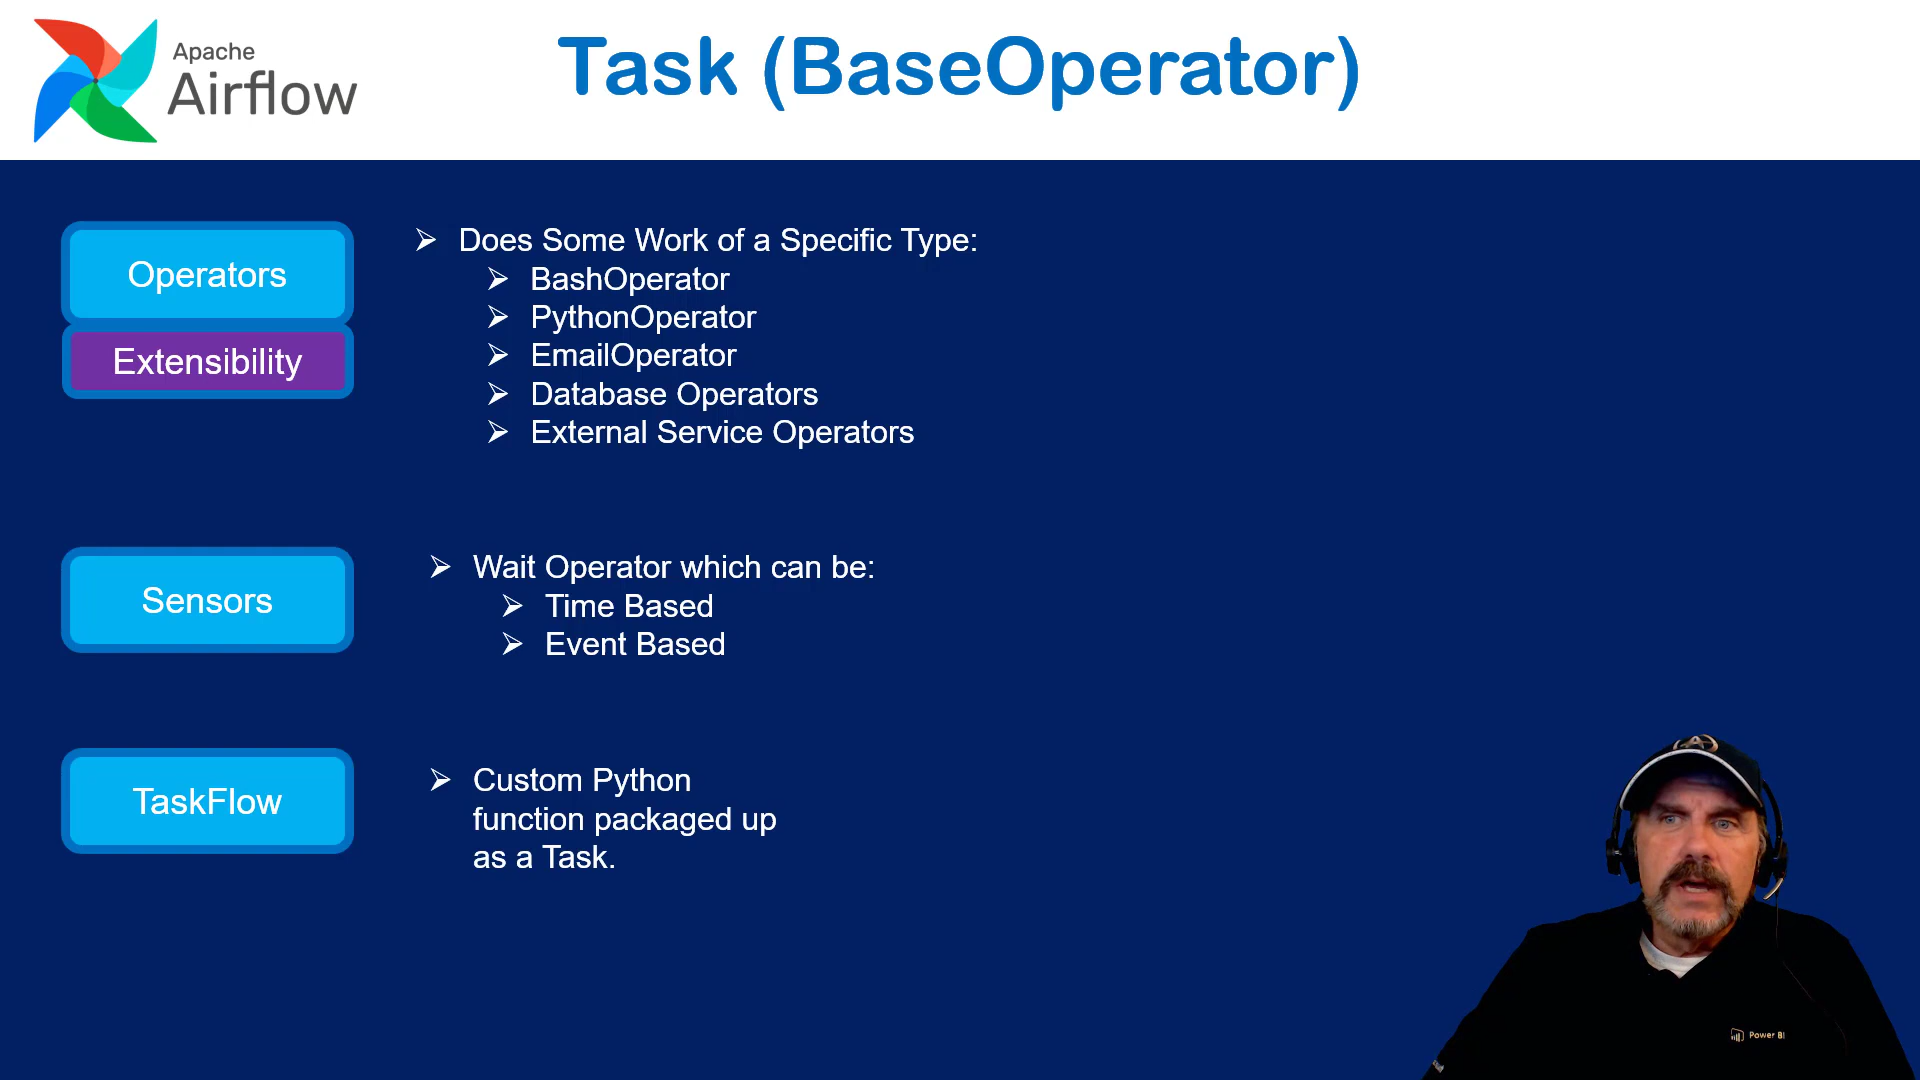 Apache
Airflow
Task (BaseOperator)
Operators
Extensibility
Does Some Work of a Specific Type:
BashOperator
PythonOperator
EmailOperator
Database Operators
External Service Operators
Sensors
Wait Operator which can be:
Time Based
Event Based
TaskFlow
Custom Python
function packaged up
as a Task.
Power BI